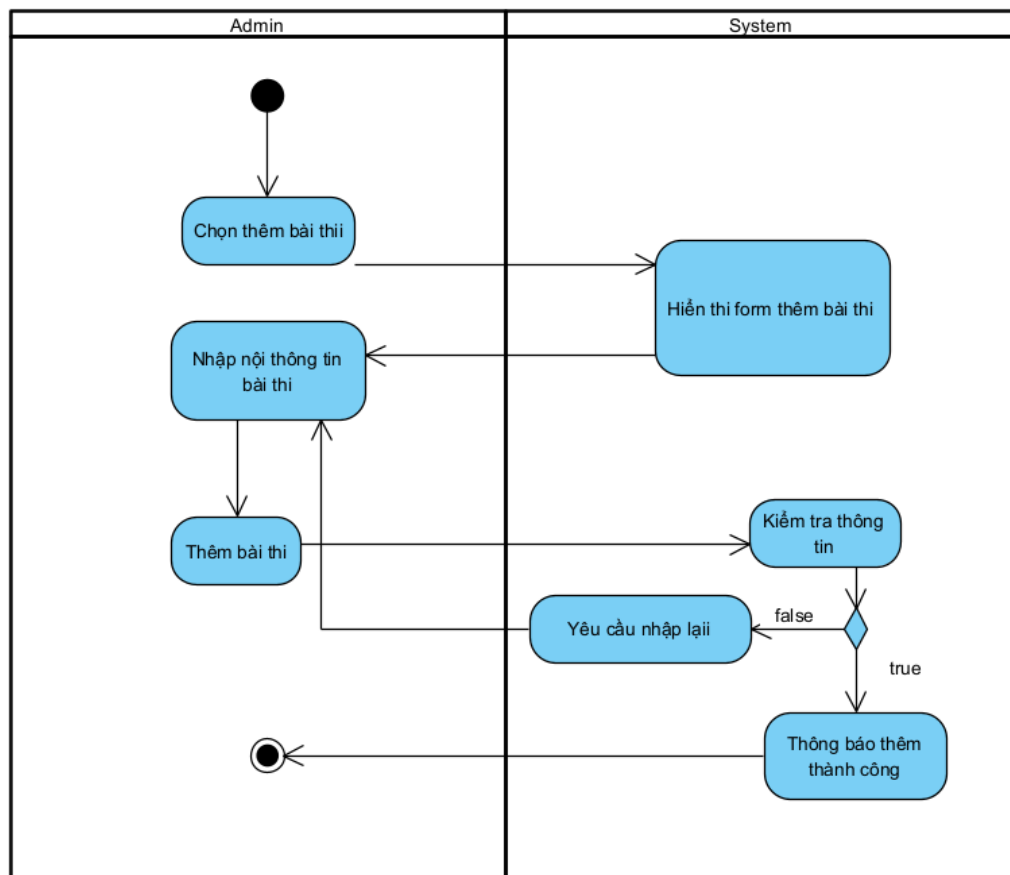 Admin
System
Chọn thêm bài thii
Hiển thi form thêm bài thi
Nhập nội thông tin
bài thi
Kiểm tra thông
tin
Thêm bài thi
false
Yêu cầu nhập lạii
true
Thông báo thêm
thành công